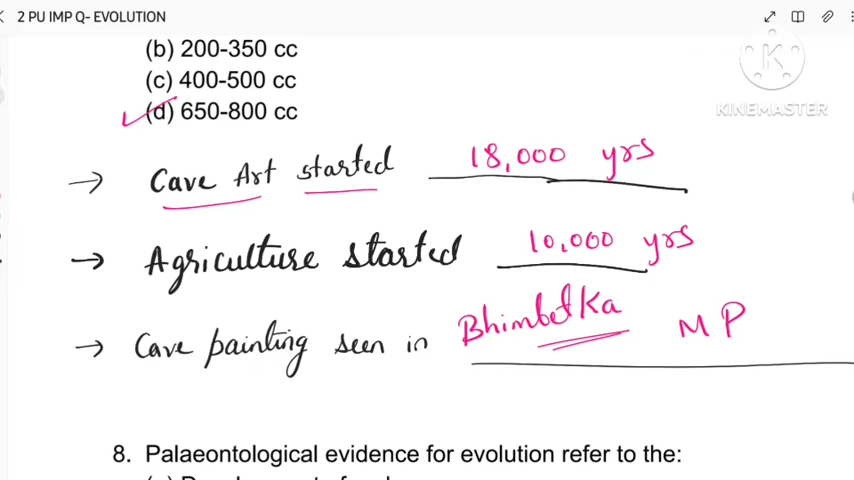 2 PU IMP Q- EVOLUTION
(b) 200-350 cc
(c) 400-500 cc
(d) 650-800 cc
KINEMASTER
→ Cave Art started 18,000 yrs
→ Agriculture started 10,000 yrs
→ Cave painting seen in Bhimbetka MP
8. Palaeontological evidence for evolution refer to the: